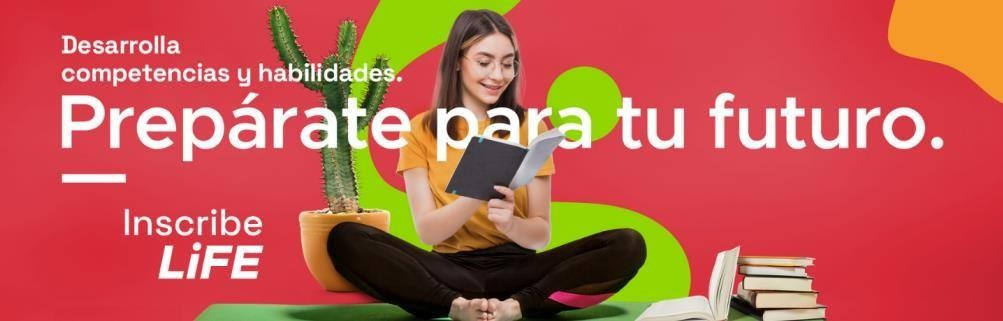 Desarrolla
competencias y habilidades.
Prepárate para tu futuro.
Inscribe
LiFE